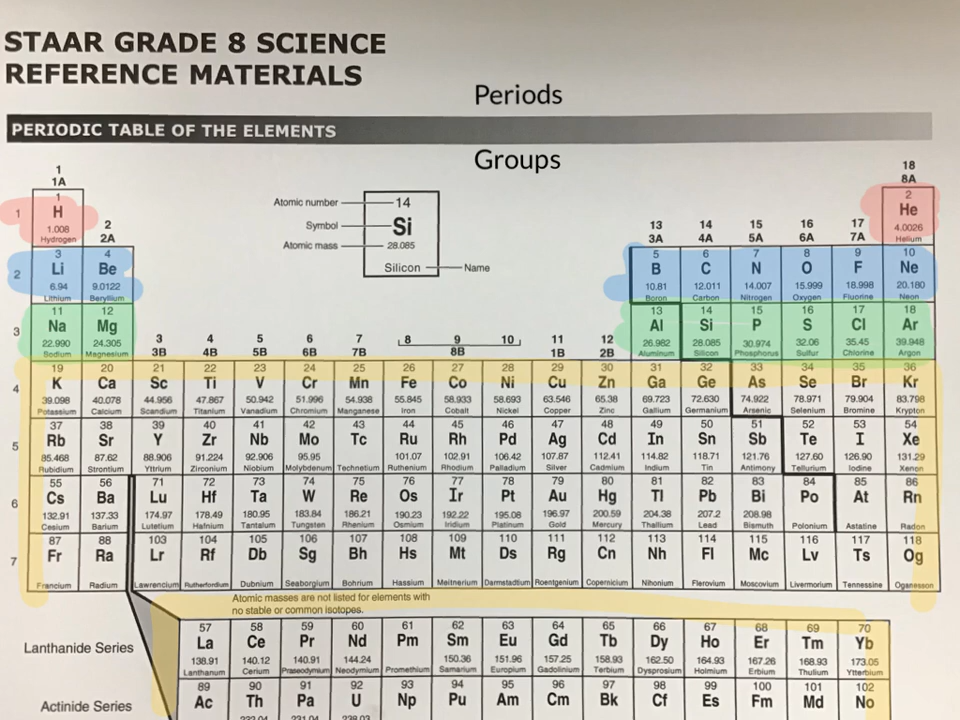 STAAR GRADE 8 SCIENCE
REFERENCE MATERIALS
Periods
PERIODIC TABLE OF THE ELEMENTS
Groups
1 18
1A 8A
Atomic number 14
Symbol Si
Atomic mass 28.085
Silicon Name
1 1 2
H He
1.008 4.0026
Hydrogen Helium
2 13 14 15 16 17
2A 3A 4A 5A 6A 7A
3 4 5 6 7 8 9 10
2 Li Be B C N O F Ne
6.94 9.0122 10.81 12.011 14.007 15.999 18.998 20.180
Lithium Beryllium Boron Carbon Nitrogen Oxygen Fluorine Neon
11 12 13 14 15 16 17 18
3 Na Mg Al Si P S Cl Ar
22.990 24.305 26.982 28.085 30.974 32.06 35.45 39.948
Sodium Magnesium Aluminum Silicon Phosphorus Sulfur Chlorine Argon
3 4 5 6 7 8 9 10 11 12
3B 4B 5B 6B 7B 8B 1B 2B
19 20 21 22 23 24 25 26 27 28 29 30 31 32 33 34 35 36
4 K Ca Sc Ti V Cr Mn Fe Co Ni Cu Zn Ga Ge As Se Br Kr
39.098 40.078 44.956 47.867 50.942 51.996 54.938 55.845 58.933 58.693 63.546 65.38 69.723 72.630 74.922 78.971 79.904 83.798
Potassium Calcium Scandium Titanium Vanadium Chromium Manganese Iron Cobalt Nickel Copper Zinc Gallium Germanium Arsenic Selenium Bromine Krypton
37 38 39 40 41 42 43 44 45 46 47 48 49 50 51 52 53 54
5 Rb Sr Y Zr Nb Mo Tc Ru Rh Pd Ag Cd In Sn Sb Te I Xe
85.468 87.62 88.906 91.224 92.906 95.95 101.07 102.91 106.42 107.87 112.41 114.82 118.71 121.76 127.60 126.90 131.29
Rubidium Strontium Yttrium Zirconium Niobium Molybdenum Technetium Ruthenium Rhodium Palladium Silver Cadmium Indium Tin Antimony Tellurium Iodine Xenon
55 56 71 72 73 74 75 76 77 78 79 80 81 82 83 84 85 86
6 Cs Ba Lu Hf Ta W Re Os Ir Pt Au Hg Tl Pb Bi Po At Rn
132.91 137.33 174.97 178.49 180.95 183.84 186.21 190.23 192.22 195.08 196.97 200.59 204.38 207.2 208.98
Cesium Barium Lutetium Hafnium Tantalum Tungsten Rhenium Osmium Iridium Platinum Gold Mercury Thallium Lead Bismuth Polonium Astatine Radon
87 88 103 104 105 106 107 108 109 110 111 112 113 114 115 116 117 118
7 Fr Ra Lr Rf Db Sg Bh Hs Mt Ds Rg Cn Nh Fl Mc Lv Ts Og
Francium Radium Lawrencium Rutherfordium Dubnium Seaborgium Bohrium Hassium Meitnerium Darmstadtium Roentgenium Copernicium Nihonium Flerovium Moscovium Livermorium Tennessine Oganesson
Atomic masses are not listed for elements with
no stable or common isotopes.
57 58 59 60 61 62 63 64 65 66 67 68 69 70
Lanthanide Series La Ce Pr Nd Pm Sm Eu Gd Tb Dy Ho Er Tm Yb
138.91 140.12 140.91 144.24 150.36 151.96 157.25 158.93 162.50 164.93 167.26 168.93 173.05
Lanthanum Cerium Praseodymium Neodymium Promethium Samarium Europium Gadolinium Terbium Dysprosium Holmium Erbium Thulium Ytterbium
89 90 91 92 93 94 95 96 97 98 99 100 101 102
Actinide Series Ac Th Pa U Np Pu Am Cm Bk Cf Es Fm Md No